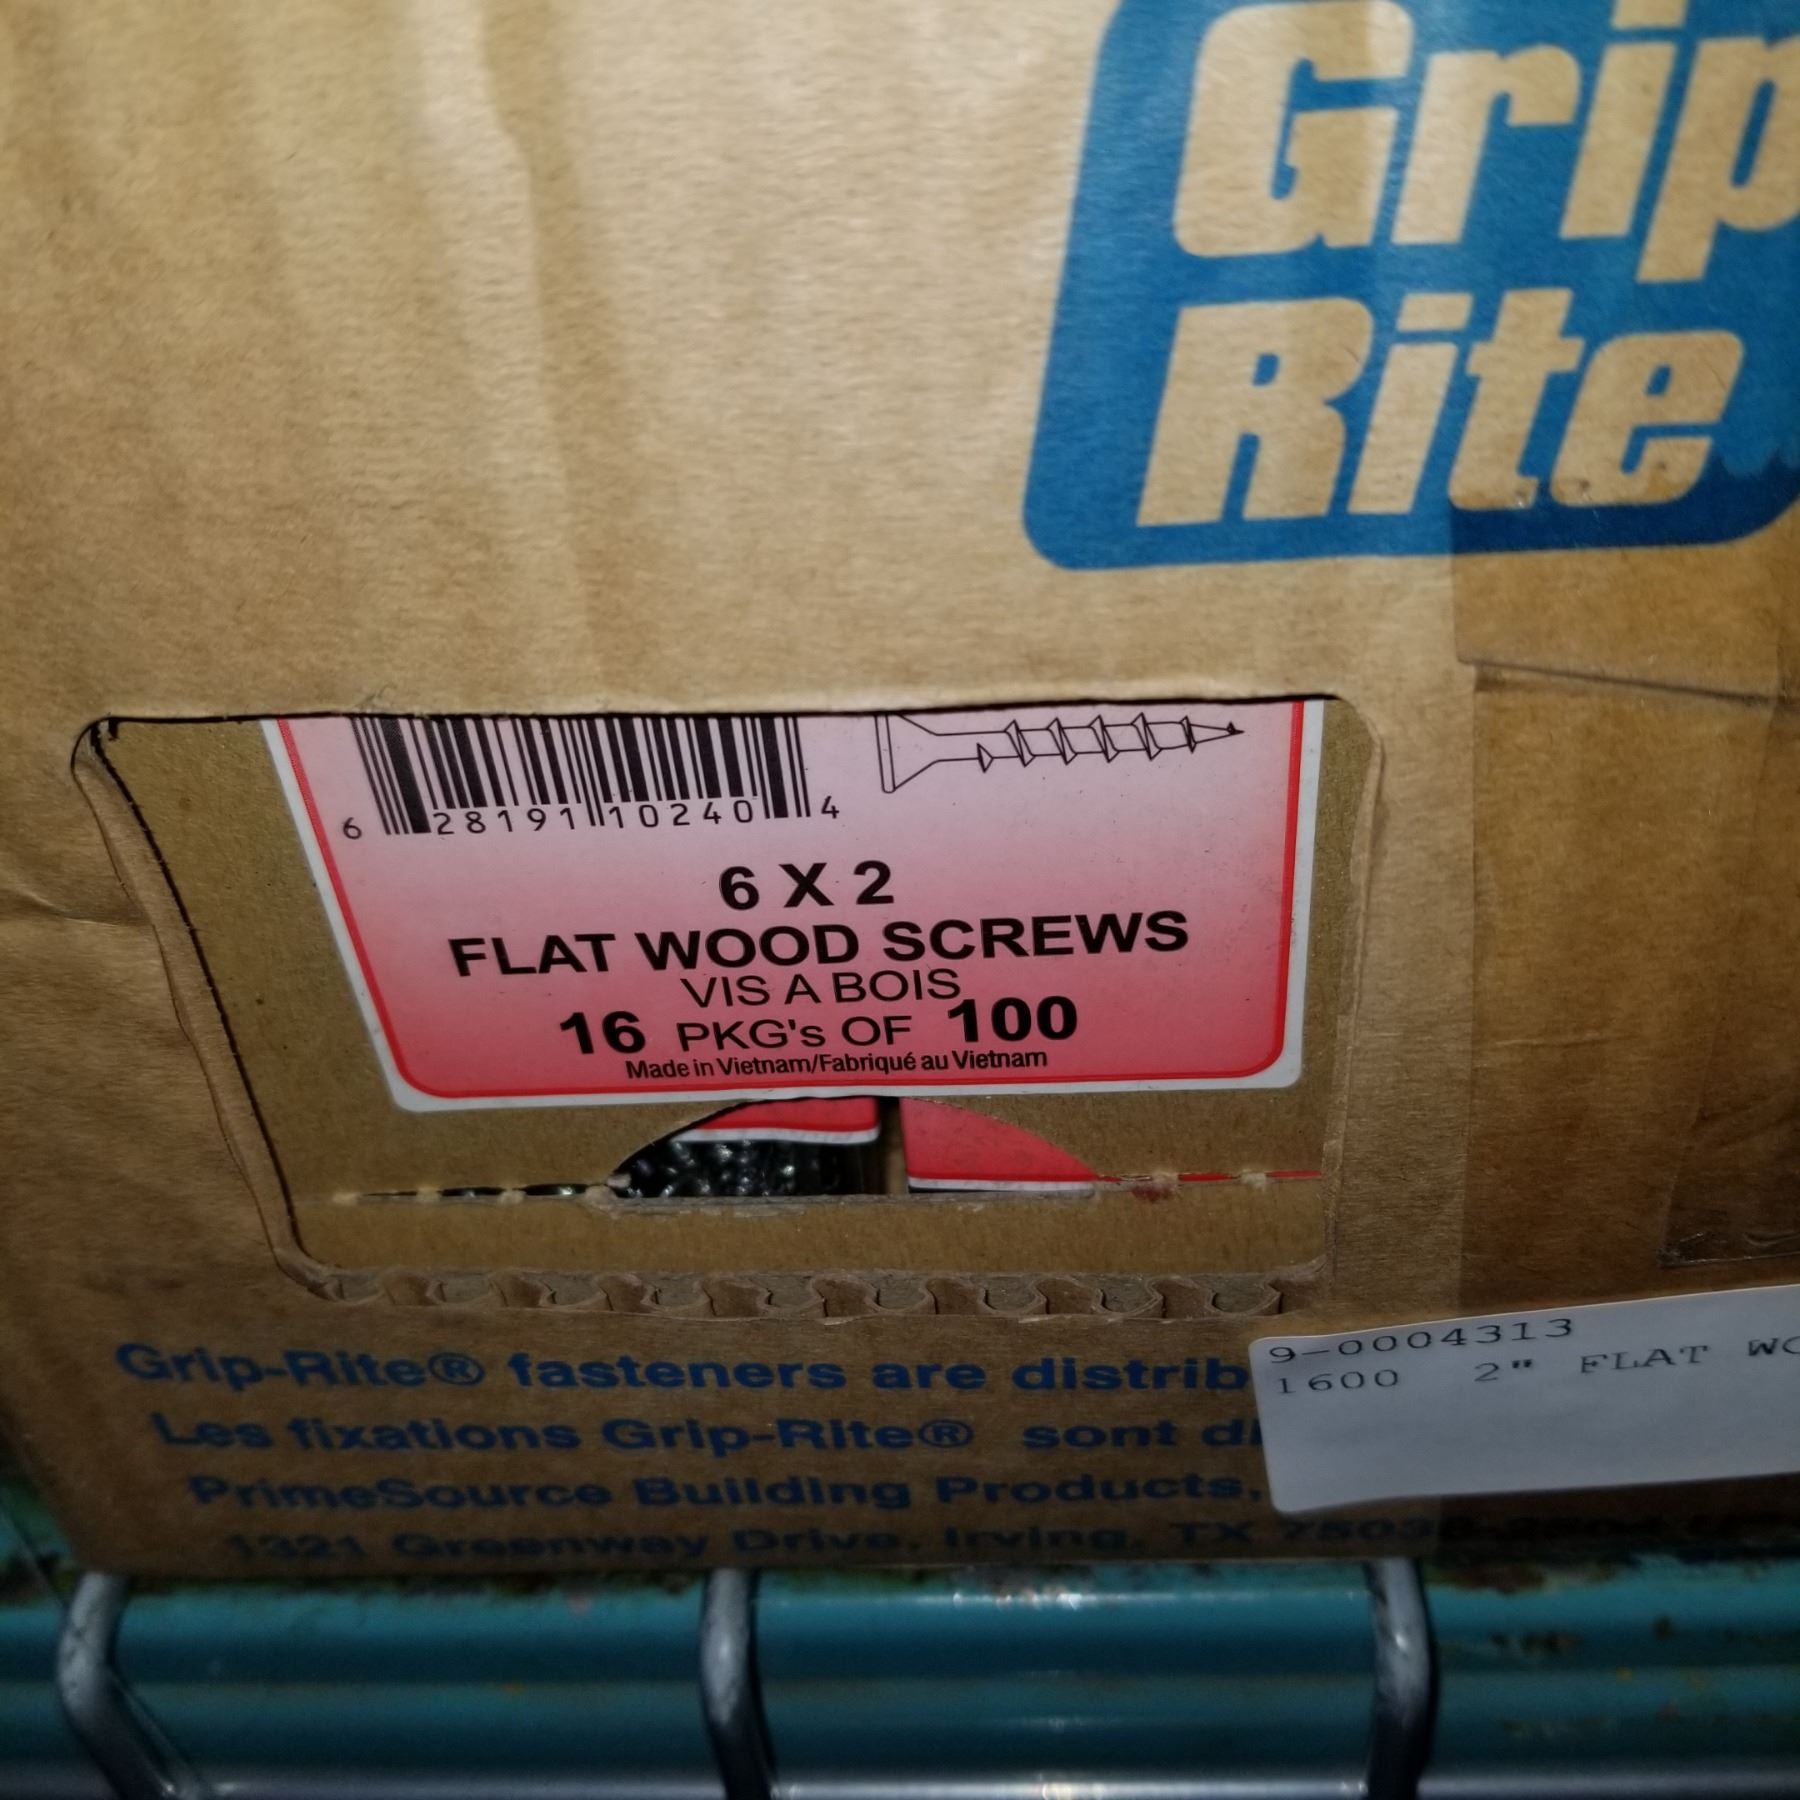 Grip
Rite
6 28191 10240 4
6 X 2
FLAT WOOD SCREWS
VIS A BOIS
16 PKG's OF 100
Made in Vietnam/Fabriqué au Vietnam
Grip-Rite® fasteners are distrib
Les fixations Grip-Rite® sont di
PrimeSource Building Products,
1321 Greenway Drive, Irving, TX
9-0004313
1600 2" FLAT WO